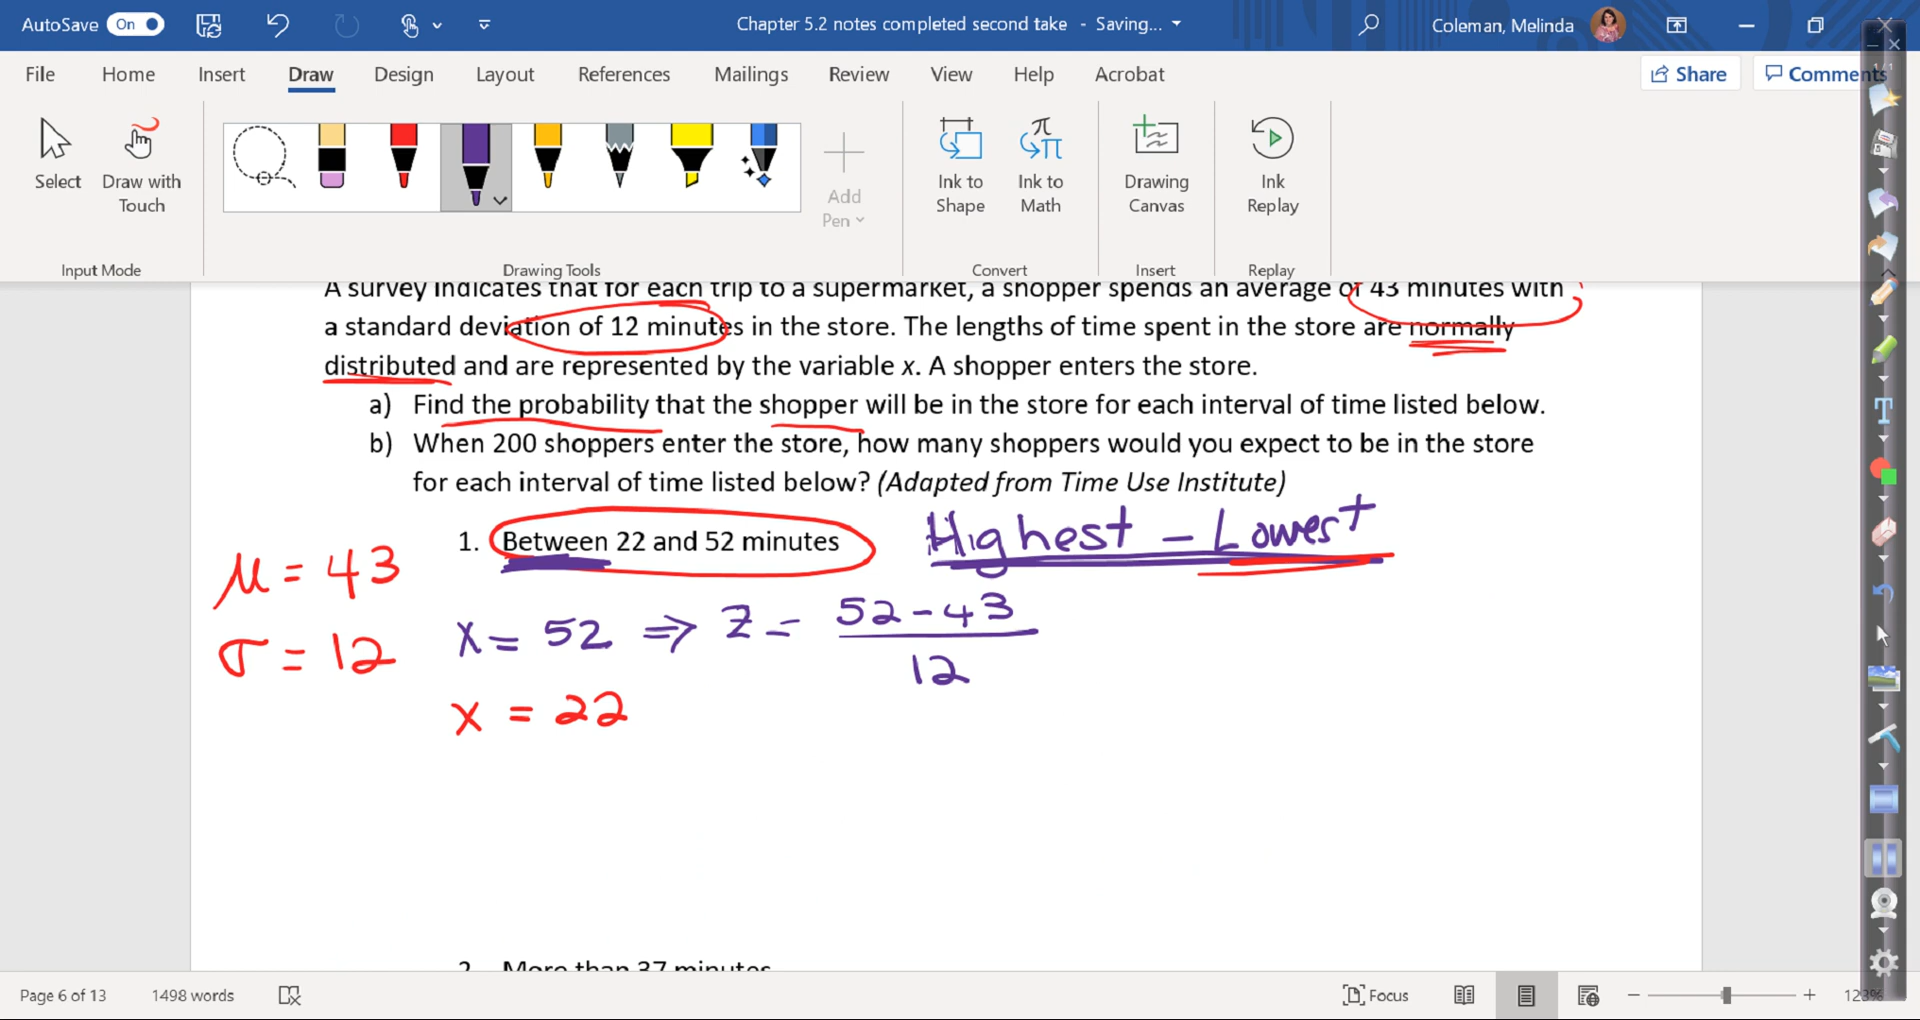 AutoSave On Chapter 5.2 notes completed second take - Saving... Coleman, Melinda
File Home Insert Draw Design Layout References Mailings Review View Help Acrobat Share Comments
1/1
Select Draw with Touch Add Pen Ink to Shape Ink to Math Drawing Canvas Ink Replay
Input Mode Drawing Tools Convert Insert Replay
A survey indicates that for each trip to a supermarket, a shopper spends an average of 43 minutes with
a standard deviation of 12 minutes in the store. The lengths of time spent in the store are normally
distributed and are represented by the variable x. A shopper enters the store.
a) Find the probability that the shopper will be in the store for each interval of time listed below.
b) When 200 shoppers enter the store, how many shoppers would you expect to be in the store
for each interval of time listed below? (Adapted from Time Use Institute)
1. Between 22 and 52 minutes Highest - Lowest
μ = 43
x = 52 ⇒ z = 52 - 43
12
σ = 12
x = 22
2. More than 37 minutes
Page 6 of 13 1498 words Focus